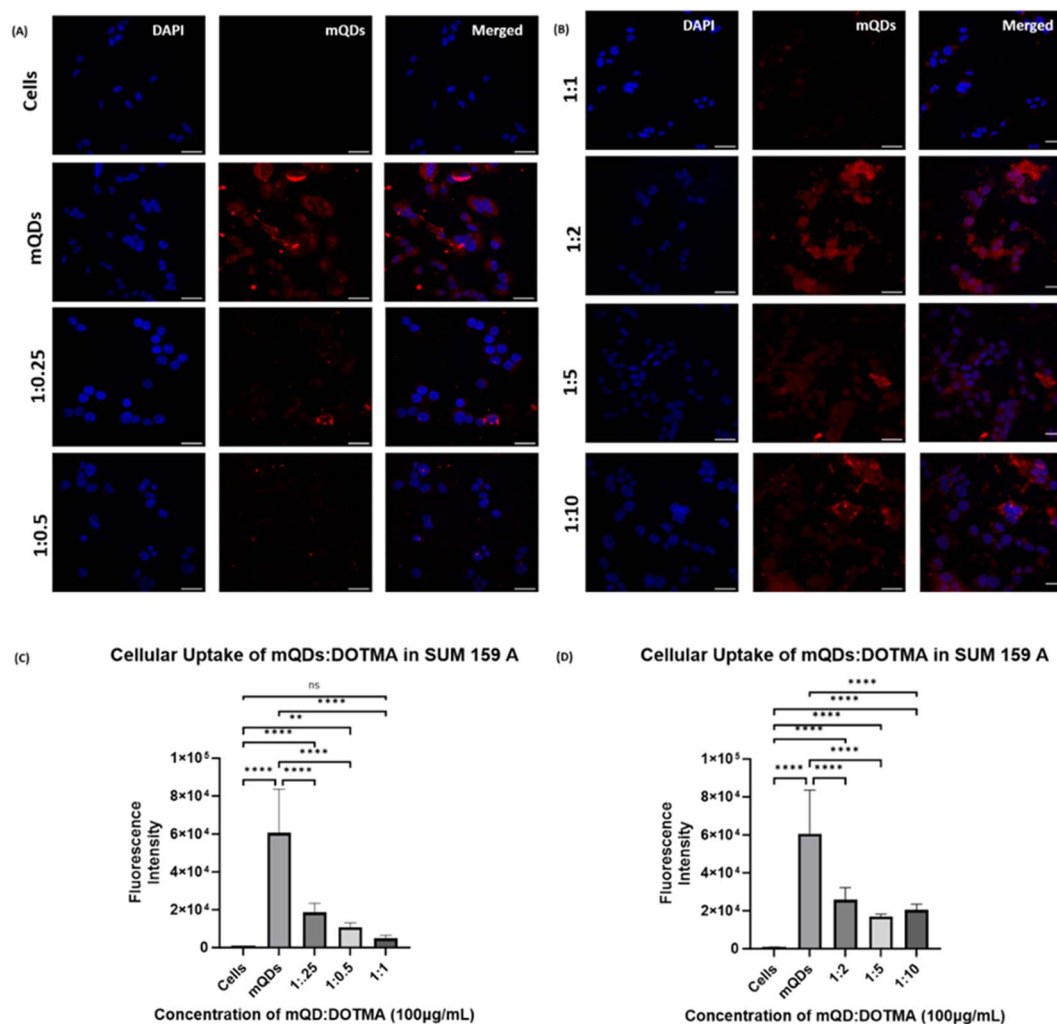 (A)
DAPI mQDs Merged
Cells
mQDs
1:0.25
1:0.5
(B)
DAPI mQDs Merged
1:1
1:2
1:5
1:10
(C)
Cellular Uptake of mQDs:DOTMA in SUM 159 A
ns
****
**
****
****
**** ****
Fluorescence
Intensity
1×10⁵
8×10⁴
6×10⁴
4×10⁴
2×10⁴
0
Cells mQDs 1:.25 1:0.5 1:1
Concentration of mQD:DOTMA (100µg/mL)
(D)
Cellular Uptake of mQDs:DOTMA in SUM 159 A
****
****
****
****
****
**** ****
Fluorescence
Intensity
1×10⁵
8×10⁴
6×10⁴
4×10⁴
2×10⁴
0
Cells mQDs 1:2 1:5 1:10
Concentration of mQD:DOTMA (100µg/mL)